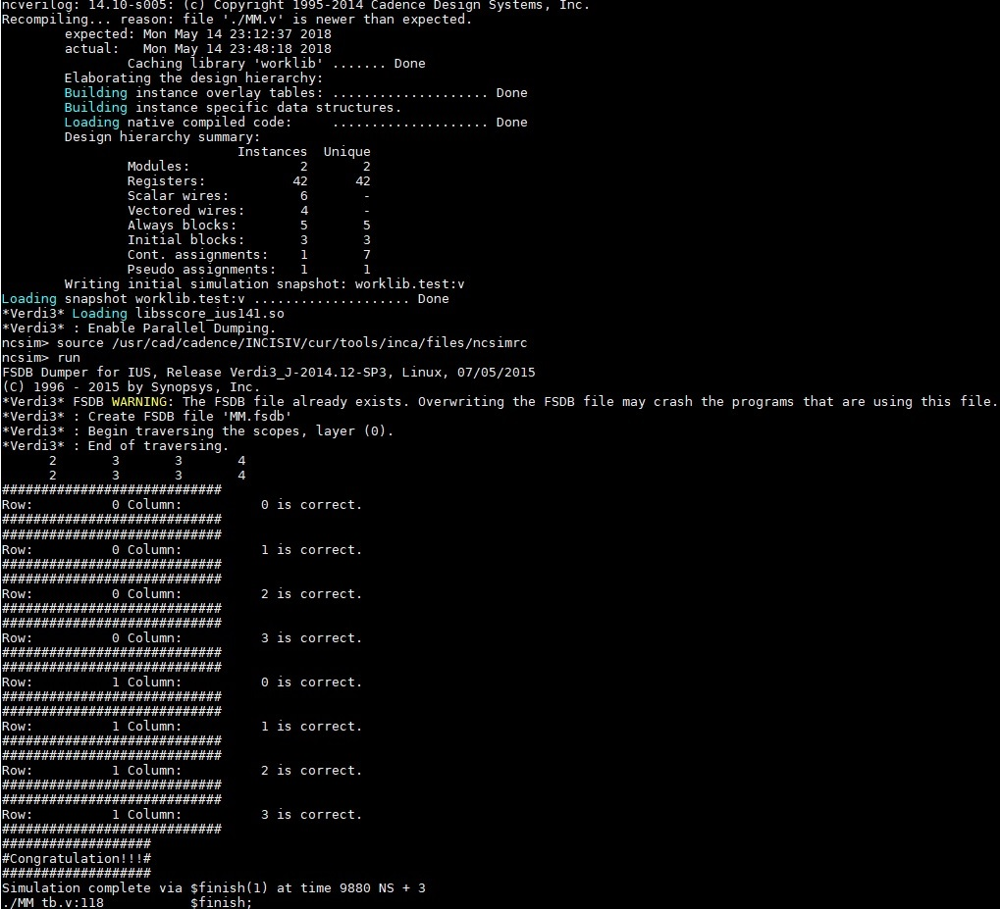 ncverilog: 14.10-s005: (c) Copyright 1995-2014 Cadence Design Systems, Inc.
Recompiling... reason: file './MM.v' is newer than expected.
        expected: Mon May 14 23:12:37 2018
        actual:   Mon May 14 23:48:18 2018
                Caching library 'worklib' ....... Done
        Elaborating the design hierarchy:
        Building instance overlay tables: .................... Done
        Building instance specific data structures.
        Loading native compiled code:     .................... Done
        Design hierarchy summary:
                              Instances  Unique
                Modules:              2       2
                Registers:           42      42
                Scalar wires:         6       -
                Vectored wires:       4       -
                Always blocks:        5       5
                Initial blocks:       3       3
                Cont. assignments:    1       7
                Pseudo assignments:   1       1
        Writing initial simulation snapshot: worklib.test:v
Loading snapshot worklib.test:v .................... Done
*Verdi3* Loading libsscore_ius141.so
*Verdi3* : Enable Parallel Dumping.
ncsim> source /usr/cad/cadence/INCISIV/cur/tools/inca/files/ncsimrc
ncsim> run
FSDB Dumper for IUS, Release Verdi3_J-2014.12-SP3, Linux, 07/05/2015
(C) 1996 - 2015 by Synopsys, Inc.
*Verdi3* FSDB WARNING: The FSDB file already exists. Overwriting the FSDB file may crash the programs that are using this file.
*Verdi3* : Create FSDB file 'MM.fsdb'
*Verdi3* : Begin traversing the scopes, layer (0).
*Verdi3* : End of traversing.
      2       3       3       4
      2       3       3       4
############################
Row:          0 Column:          0 is correct.
############################
############################
Row:          0 Column:          1 is correct.
############################
############################
Row:          0 Column:          2 is correct.
############################
############################
Row:          0 Column:          3 is correct.
############################
############################
Row:          1 Column:          0 is correct.
############################
############################
Row:          1 Column:          1 is correct.
############################
############################
Row:          1 Column:          2 is correct.
############################
############################
Row:          1 Column:          3 is correct.
############################
###################
#Congratulation!!!#
###################
Simulation complete via $finish(1) at time 9880 NS + 3
./MM_tb.v:118           $finish;